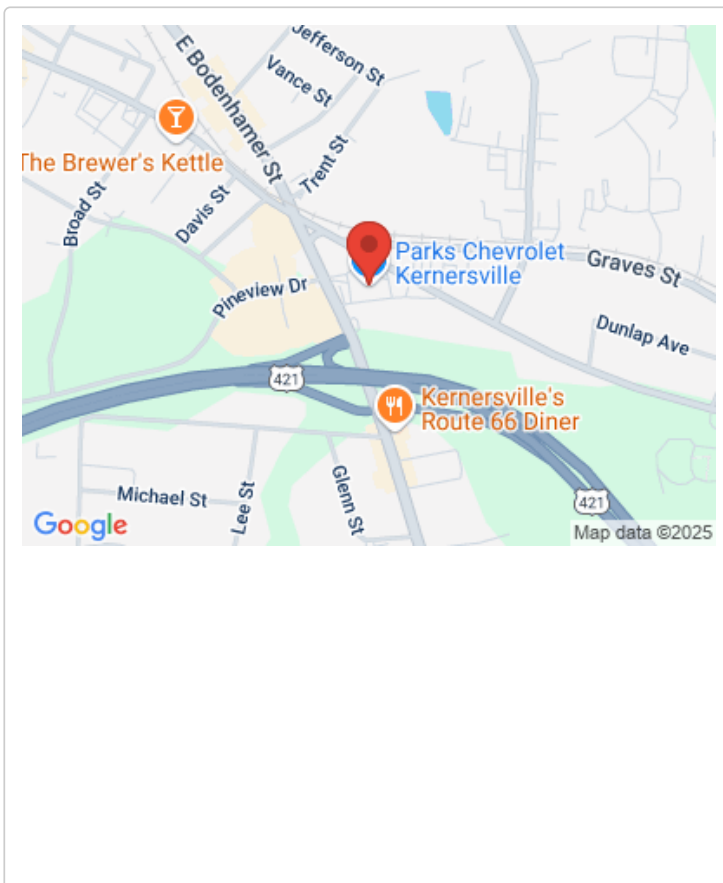 Jefferson St
E Bodenhamer St
Vance St
The Brewer's Kettle
Trent St
Broad St
Davis St
Parks Chevrolet
Kernersville
Graves St
Pineview Dr
Dunlap Ave
421
Kernersville's
Route 66 Diner
Michael St
Lee St
Glenn St
421
Google
Map data ©2025